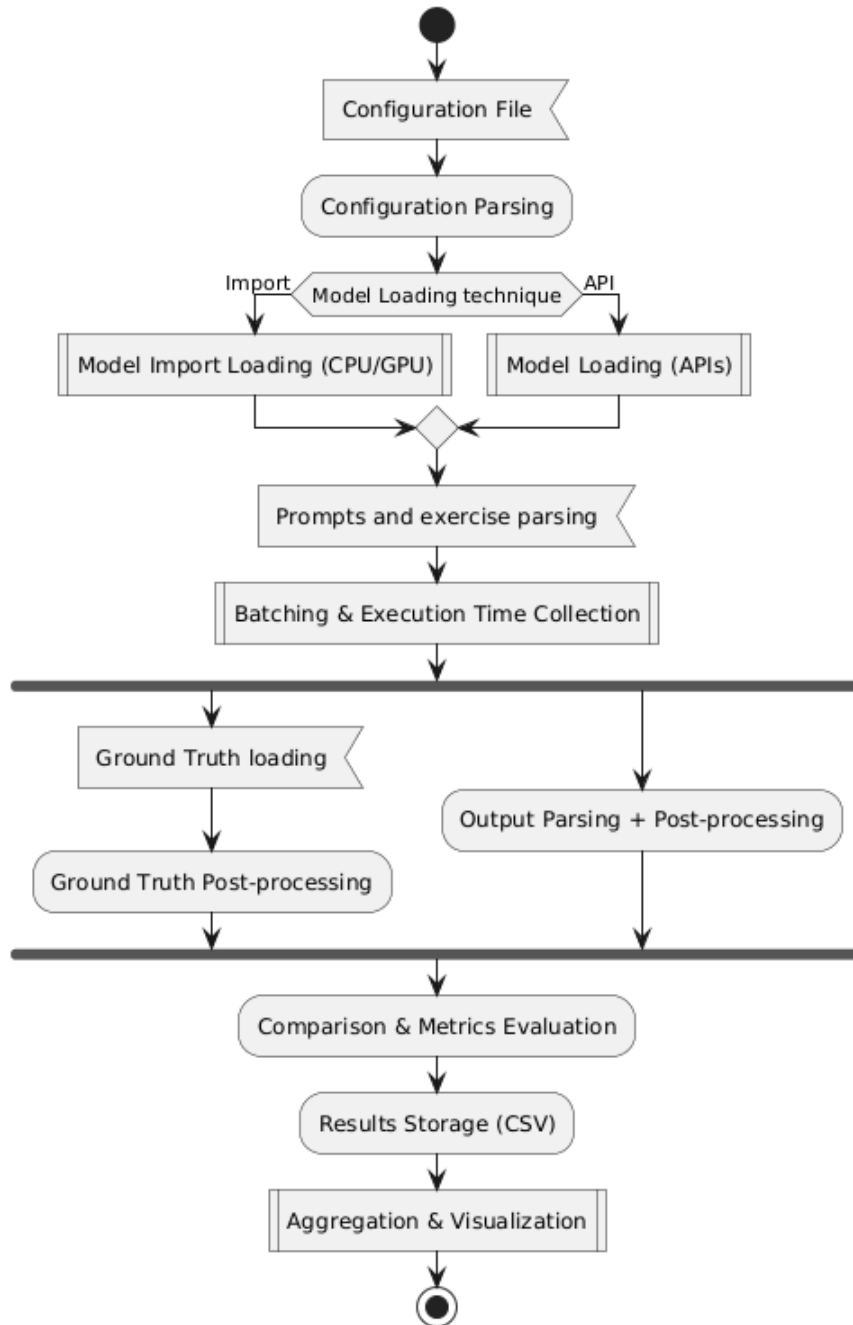 Configuration File
Configuration Parsing
Import
Model Loading technique
API
Model Import Loading (CPU/GPU)
Model Loading (APIs)
Prompts and exercise parsing
Batching & Execution Time Collection
Ground Truth loading
Output Parsing + Post-processing
Ground Truth Post-processing
Comparison & Metrics Evaluation
Results Storage (CSV)
Aggregation & Visualization